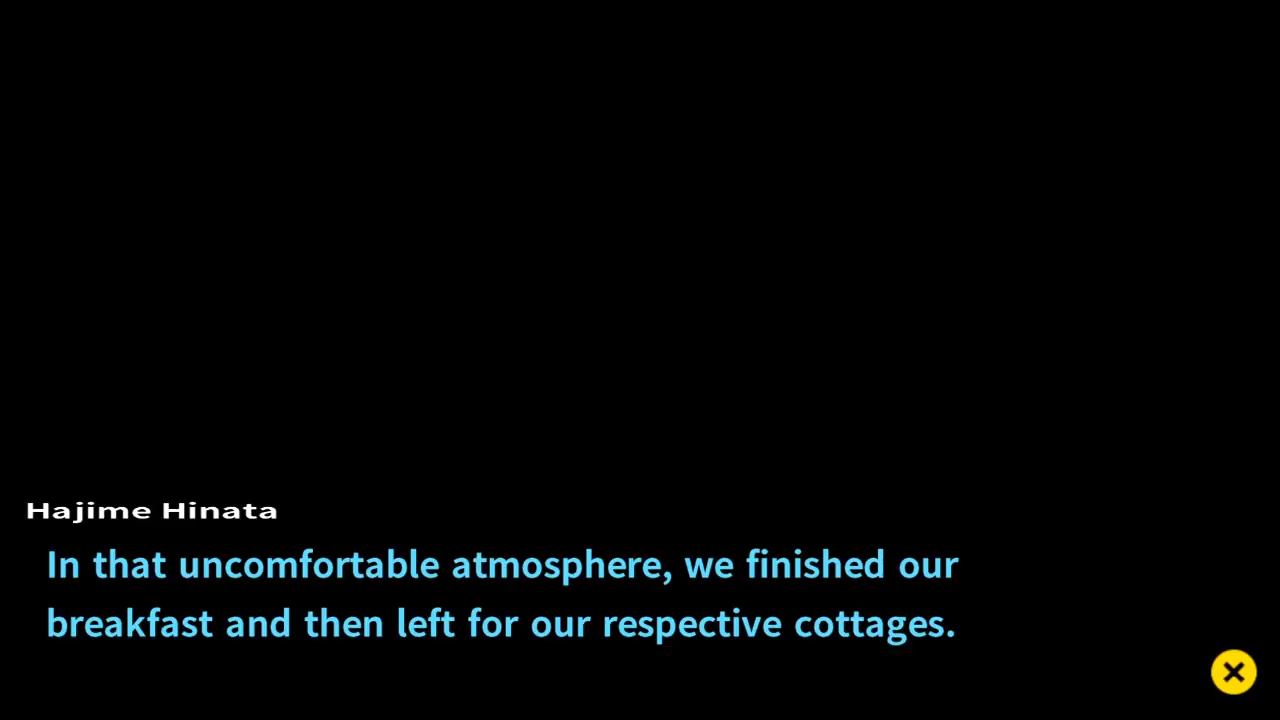 Hajime Hinata
In that uncomfortable atmosphere, we finished our
breakfast and then left for our respective cottages.